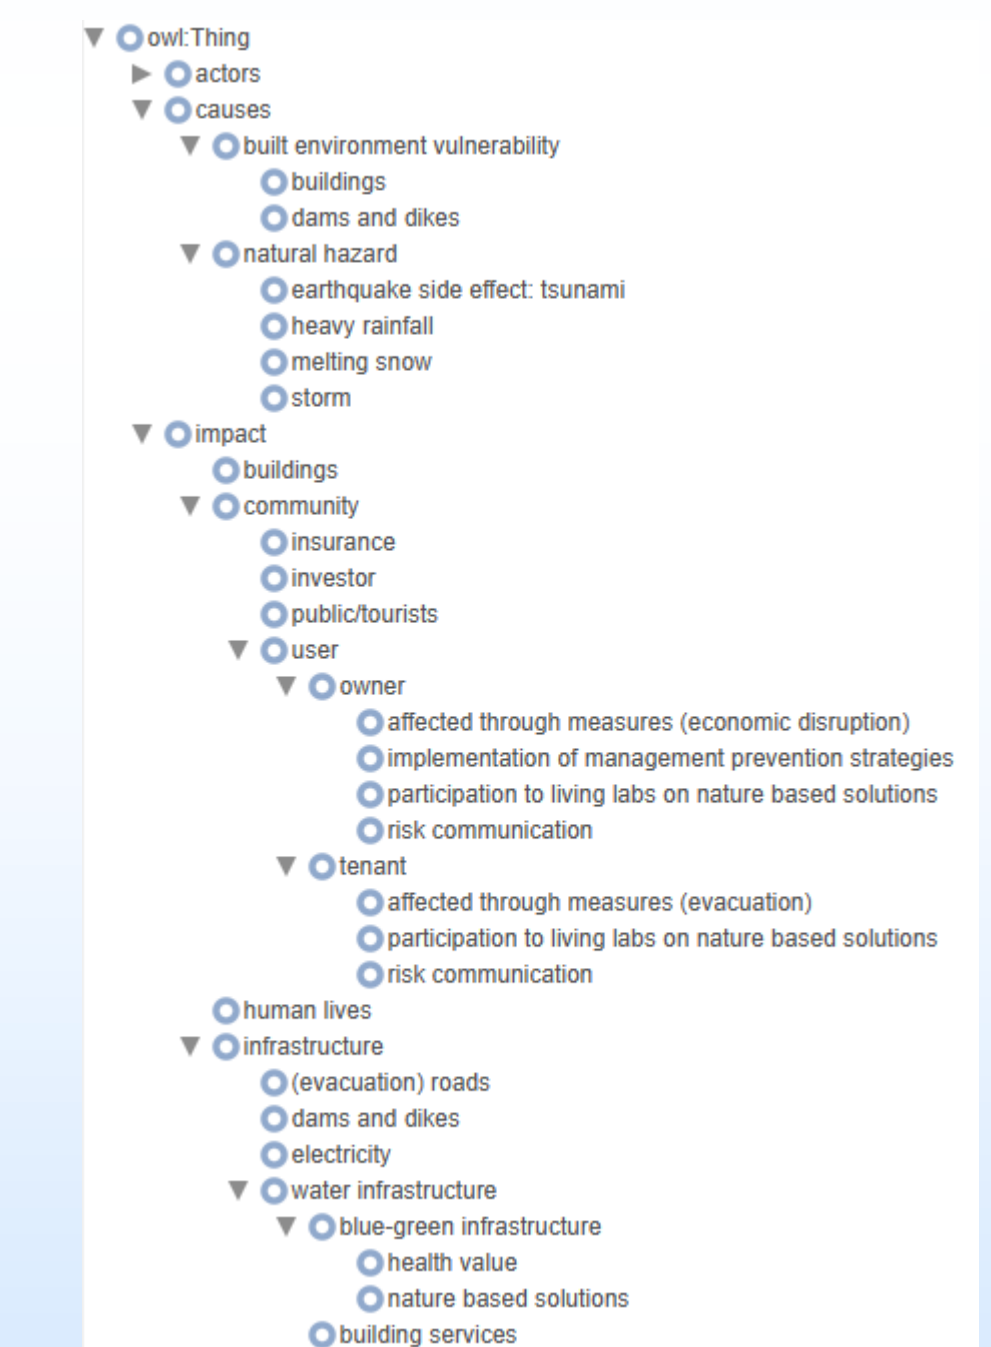 owl:Thing
actors
causes
built environment vulnerability
buildings
dams and dikes
natural hazard
earthquake side effect: tsunami
heavy rainfall
melting snow
storm
impact
buildings
community
insurance
investor
public/tourists
user
owner
affected through measures (economic disruption)
implementation of management prevention strategies
participation to living labs on nature based solutions
risk communication
tenant
affected through measures (evacuation)
participation to living labs on nature based solutions
risk communication
human lives
infrastructure
(evacuation) roads
dams and dikes
electricity
water infrastructure
blue-green infrastructure
health value
nature based solutions
building services